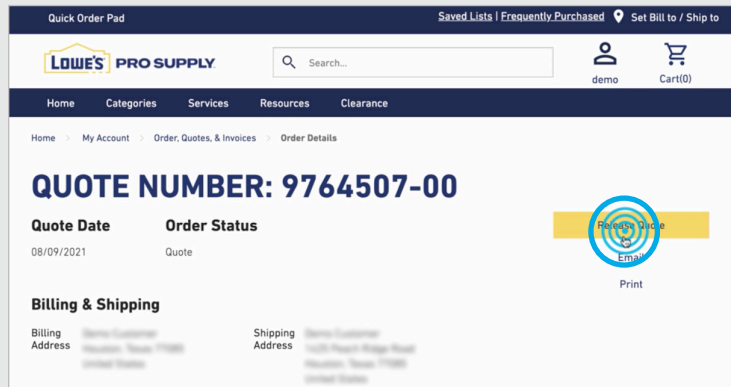 Quick Order Pad
Saved Lists | Frequently Purchased Set Bill to / Ship to
LOWE'S PRO SUPPLY
Search...
demo Cart(0)
Home Categories Services Resources Clearance
Home > My Account > Order, Quotes, & Invoices > Order Details
QUOTE NUMBER: 9764507-00
Quote Date Order Status
Release Quote
08/09/2021 Quote
Email
Print
Billing & Shipping
Billing Address
Shipping Address